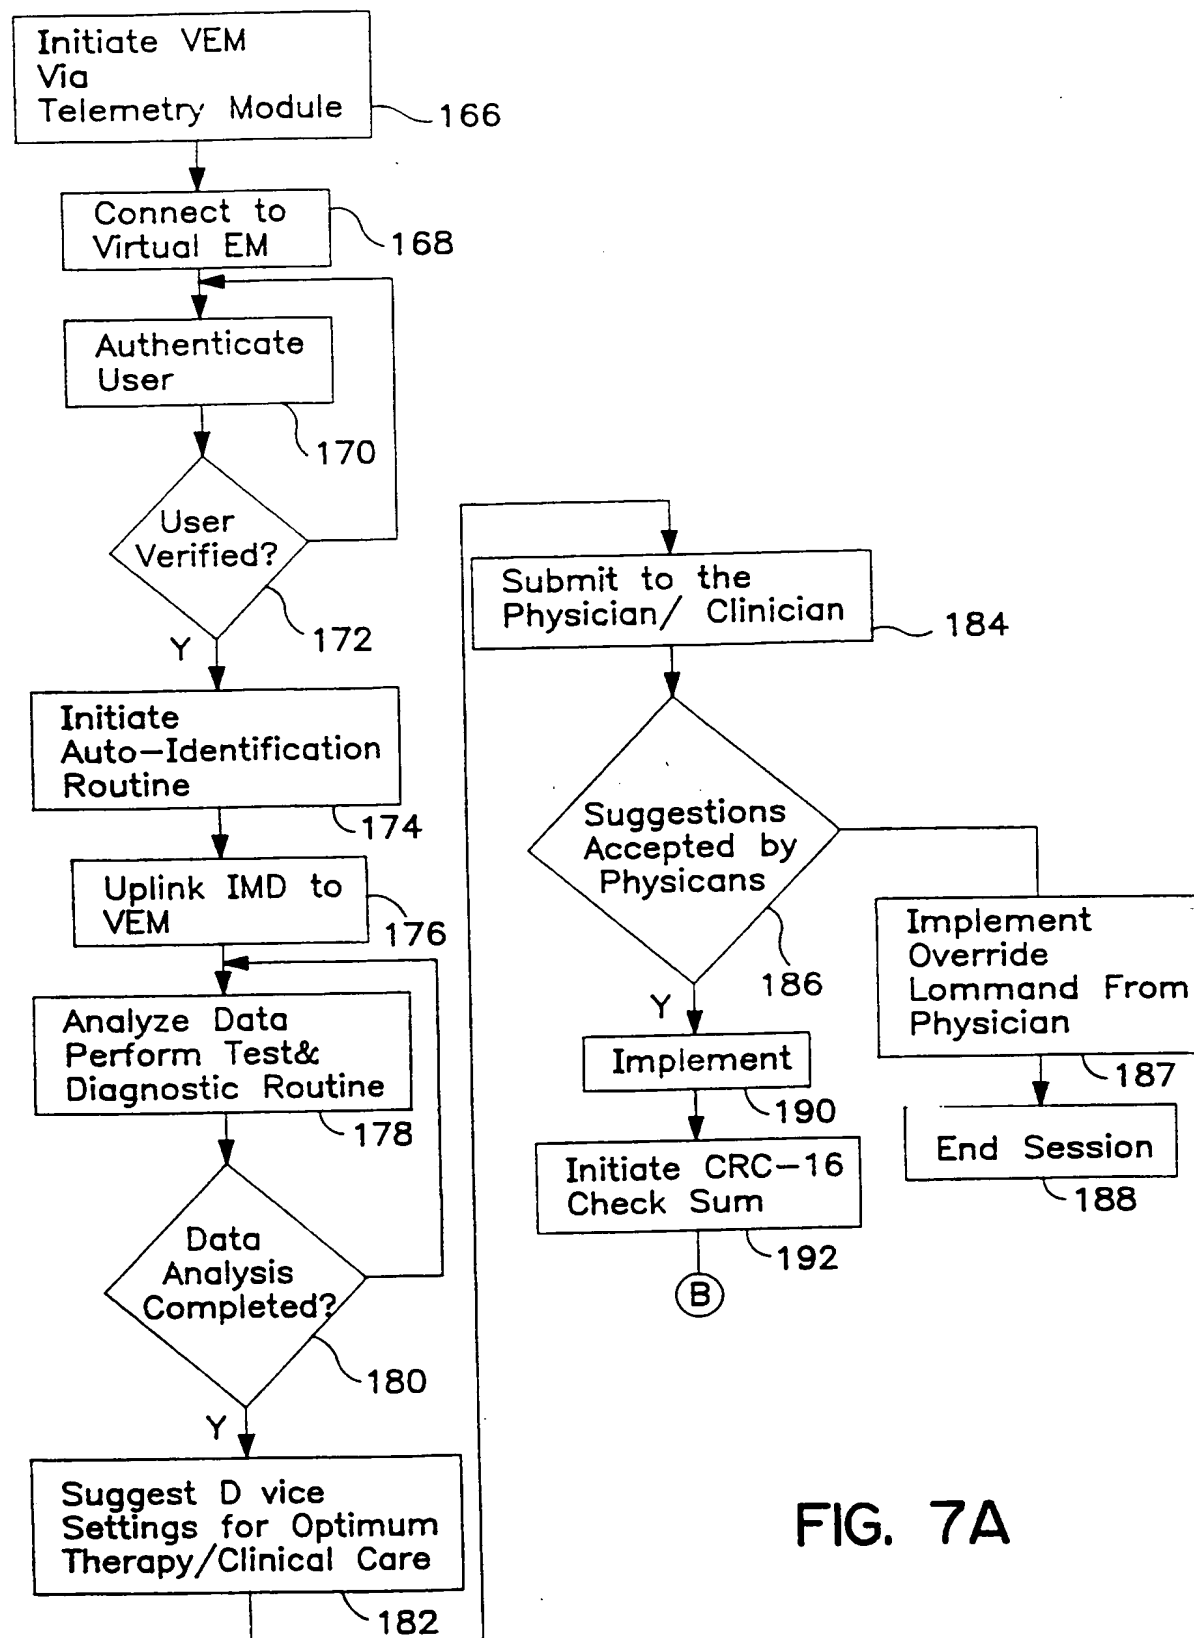 Initiate VEM
Via
Telemetry Module
166
Connect to
Virtual EM
168
Authenticate
User
170
User
Verified?
172
Y
Initiate
Auto-Identification
Routine
174
Uplink IMD to
VEM
176
Analyze Data
Perform Test&
Diagnostic Routine
178
Data
Analysis
Completed?
180
Y
Suggest D vice
Settings for Optimum
Therapy/Clinical Care
182
Submit to the
Physician/ Clinician
184
Suggestions
Accepted by
Physicans
186
Y
Implement
190
Initiate CRC-16
Check Sum
192
B
Implement
Override
Lommand From
Physician
187
End Session
188
FIG. 7A